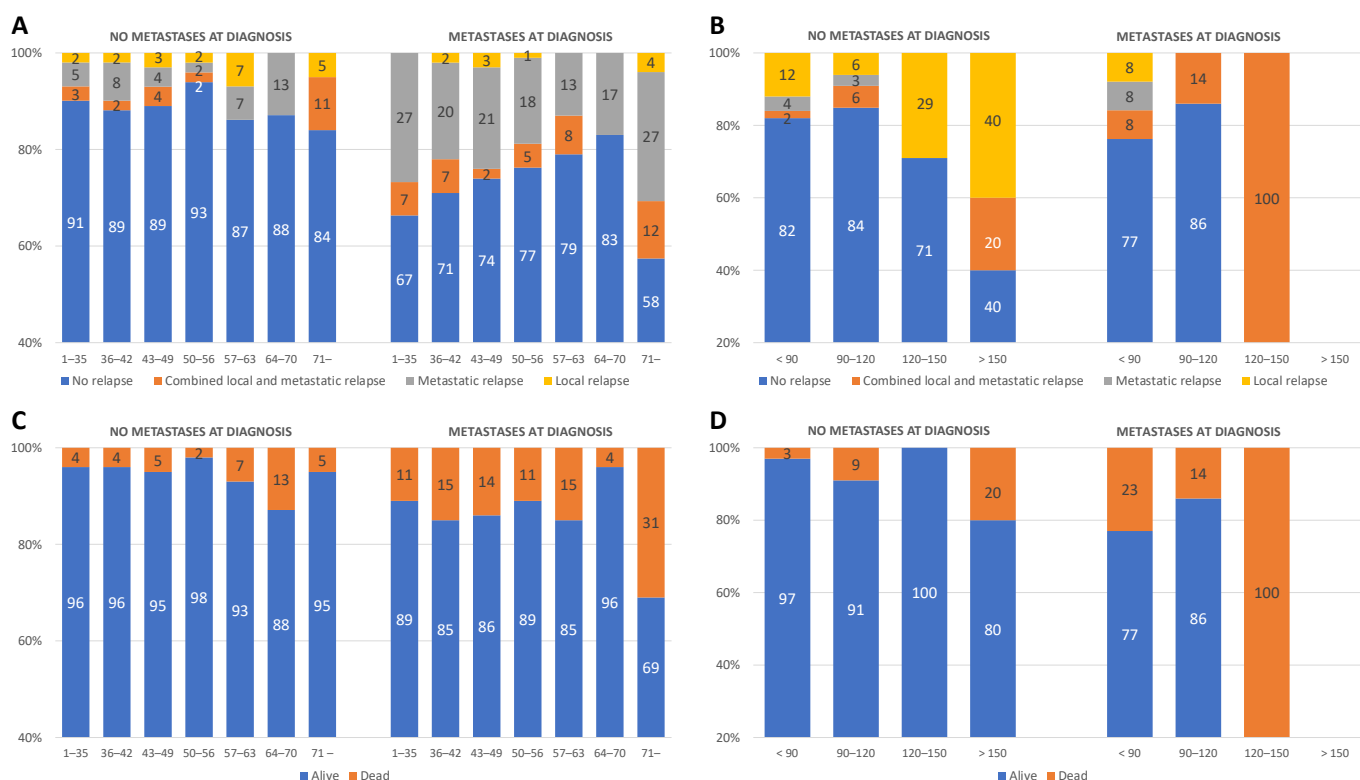 A
NO METASTASES AT DIAGNOSIS METASTASES AT DIAGNOSIS
100%
80%
60%
40%
2 2 3 2 7 13 5
5 8 4 2 7 11
3 2 4 2
91 89 89 93 87 88 84
27 2 3 1 13 17 4
7 20 21 18 8 27
7 2 5 12
67 71 74 77 79 83 58
1–35 36–42 43–49 50–56 57–63 64–70 71– 1–35 36–42 43–49 50–56 57–63 64–70 71–
No relapse Combined local and metastatic relapse Metastatic relapse Local relapse
B
NO METASTASES AT DIAGNOSIS METASTASES AT DIAGNOSIS
100%
80%
60%
40%
20%
12 6 29 40
4 3 20
2 6
82 84 71 40
8 14 100
8
8
77 86
< 90 90–120 120–150 > 150 < 90 90–120 120–150 > 150
No relapse Combined local and metastatic relapse Metastatic relapse Local relapse
C
NO METASTASES AT DIAGNOSIS METASTASES AT DIAGNOSIS
100%
80%
60%
40%
4 4 5 2 7 13 5 11 15 14 11 15 4 31
96 96 95 98 93 88 95 89 85 86 89 85 96 69
1–35 36–42 43–49 50–56 57–63 64–70 71 – 1–35 36–42 43–49 50–56 57–63 64–70 71–
Alive Dead
D
NO METASTASES AT DIAGNOSIS METASTASES AT DIAGNOSIS
100%
80%
60%
40%
20%
3 9 20 23 14 100
97 91 100 80 77 86
< 90 90–120 120–150 > 150 < 90 90–120 120–150 > 150
Alive Dead